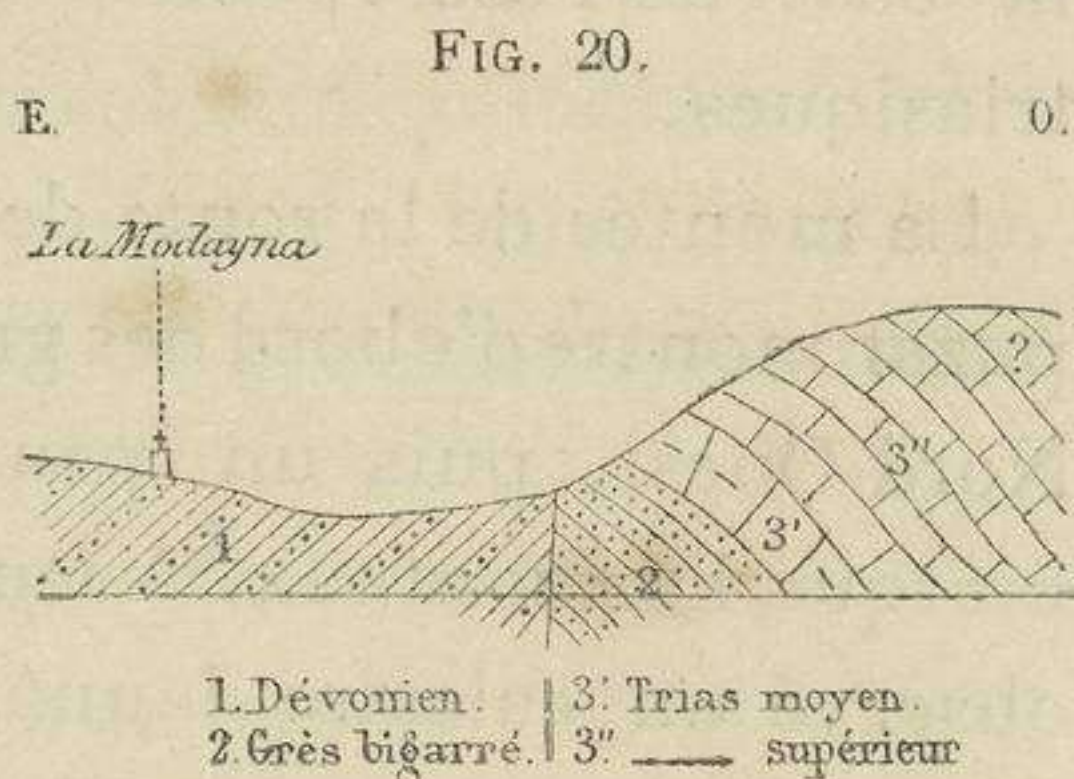 FIG. 20.
E. O.
La Modayna
?
3"
3'
1
2
1. Dévonien. 3'. Trias moyen.
2. Grès bigarré. 3". —— supérieur